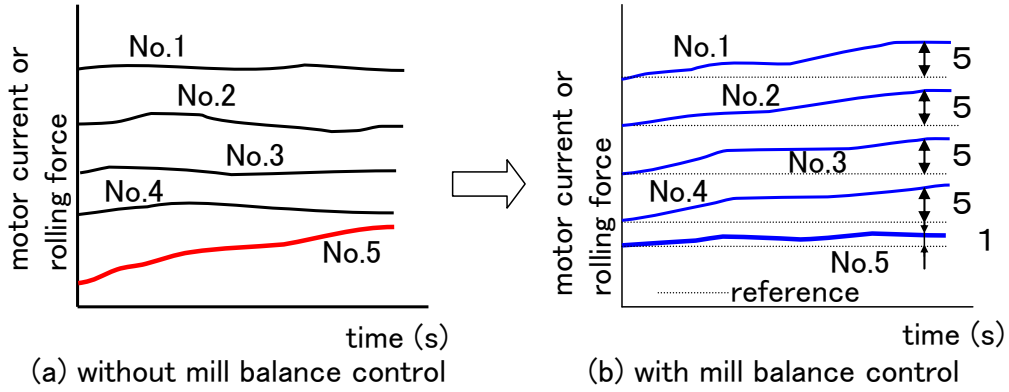 motor current or
rolling force
No.1
No.2
No.3
No.4
No.5
time (s)
(a) without mill balance control
motor current or
rolling force
No.1
5
No.2
5
No.3
5
No.4
5
1
No.5
reference
time (s)
(b) with mill balance control